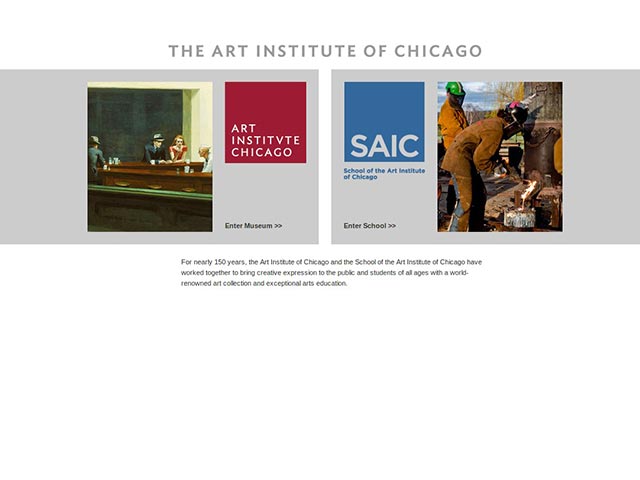 THE ART INSTITUTE OF CHICAGO
ART
INSTITVTE
CHICAGO
Enter Museum >>
SAIC
School of the Art Institute
of Chicago
Enter School >>
For nearly 150 years, the Art Institute of Chicago and the School of the Art Institute of Chicago have
worked together to bring creative expression to the public and students of all ages with a world-
renowned art collection and exceptional arts education.